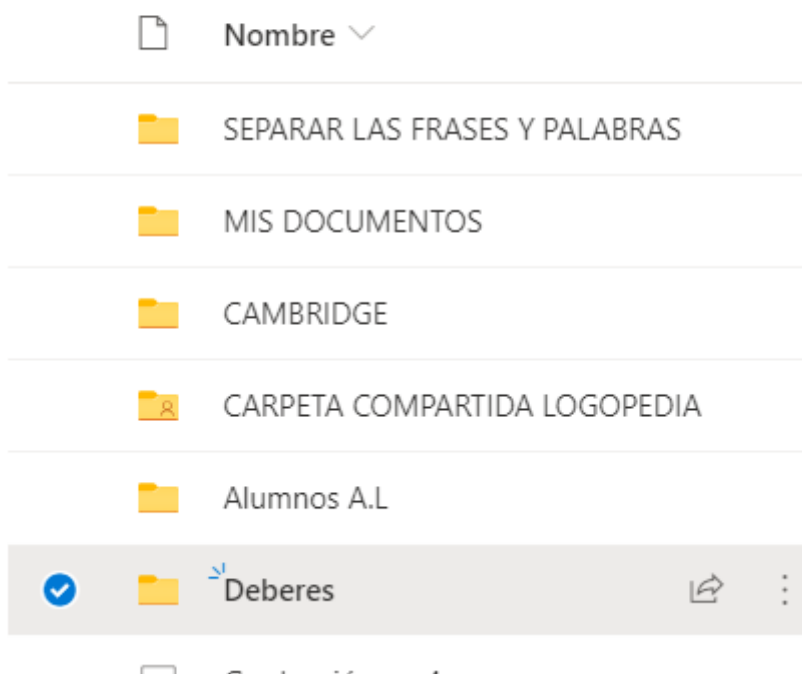 Nombre
SEPARAR LAS FRASES Y PALABRAS
MIS DOCUMENTOS
CAMBRIDGE
CARPETA COMPARTIDA LOGOPEDIA
Alumnos A.L
Deberes